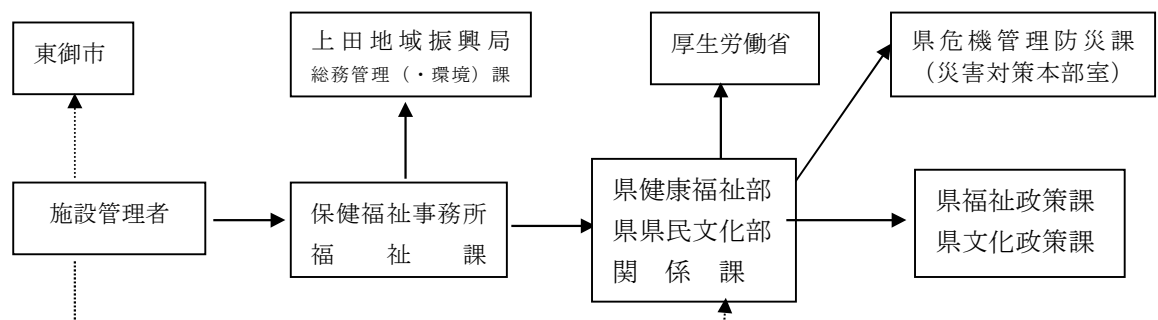 東御市
上田地域振興局
総務管理（・環境）課
厚生労働省
県危機管理防災課
（災害対策本部室）
施設管理者
保健福祉事務所
福祉課
県健康福祉部
県県民文化部
関係課
県福祉政策課
県文化政策課